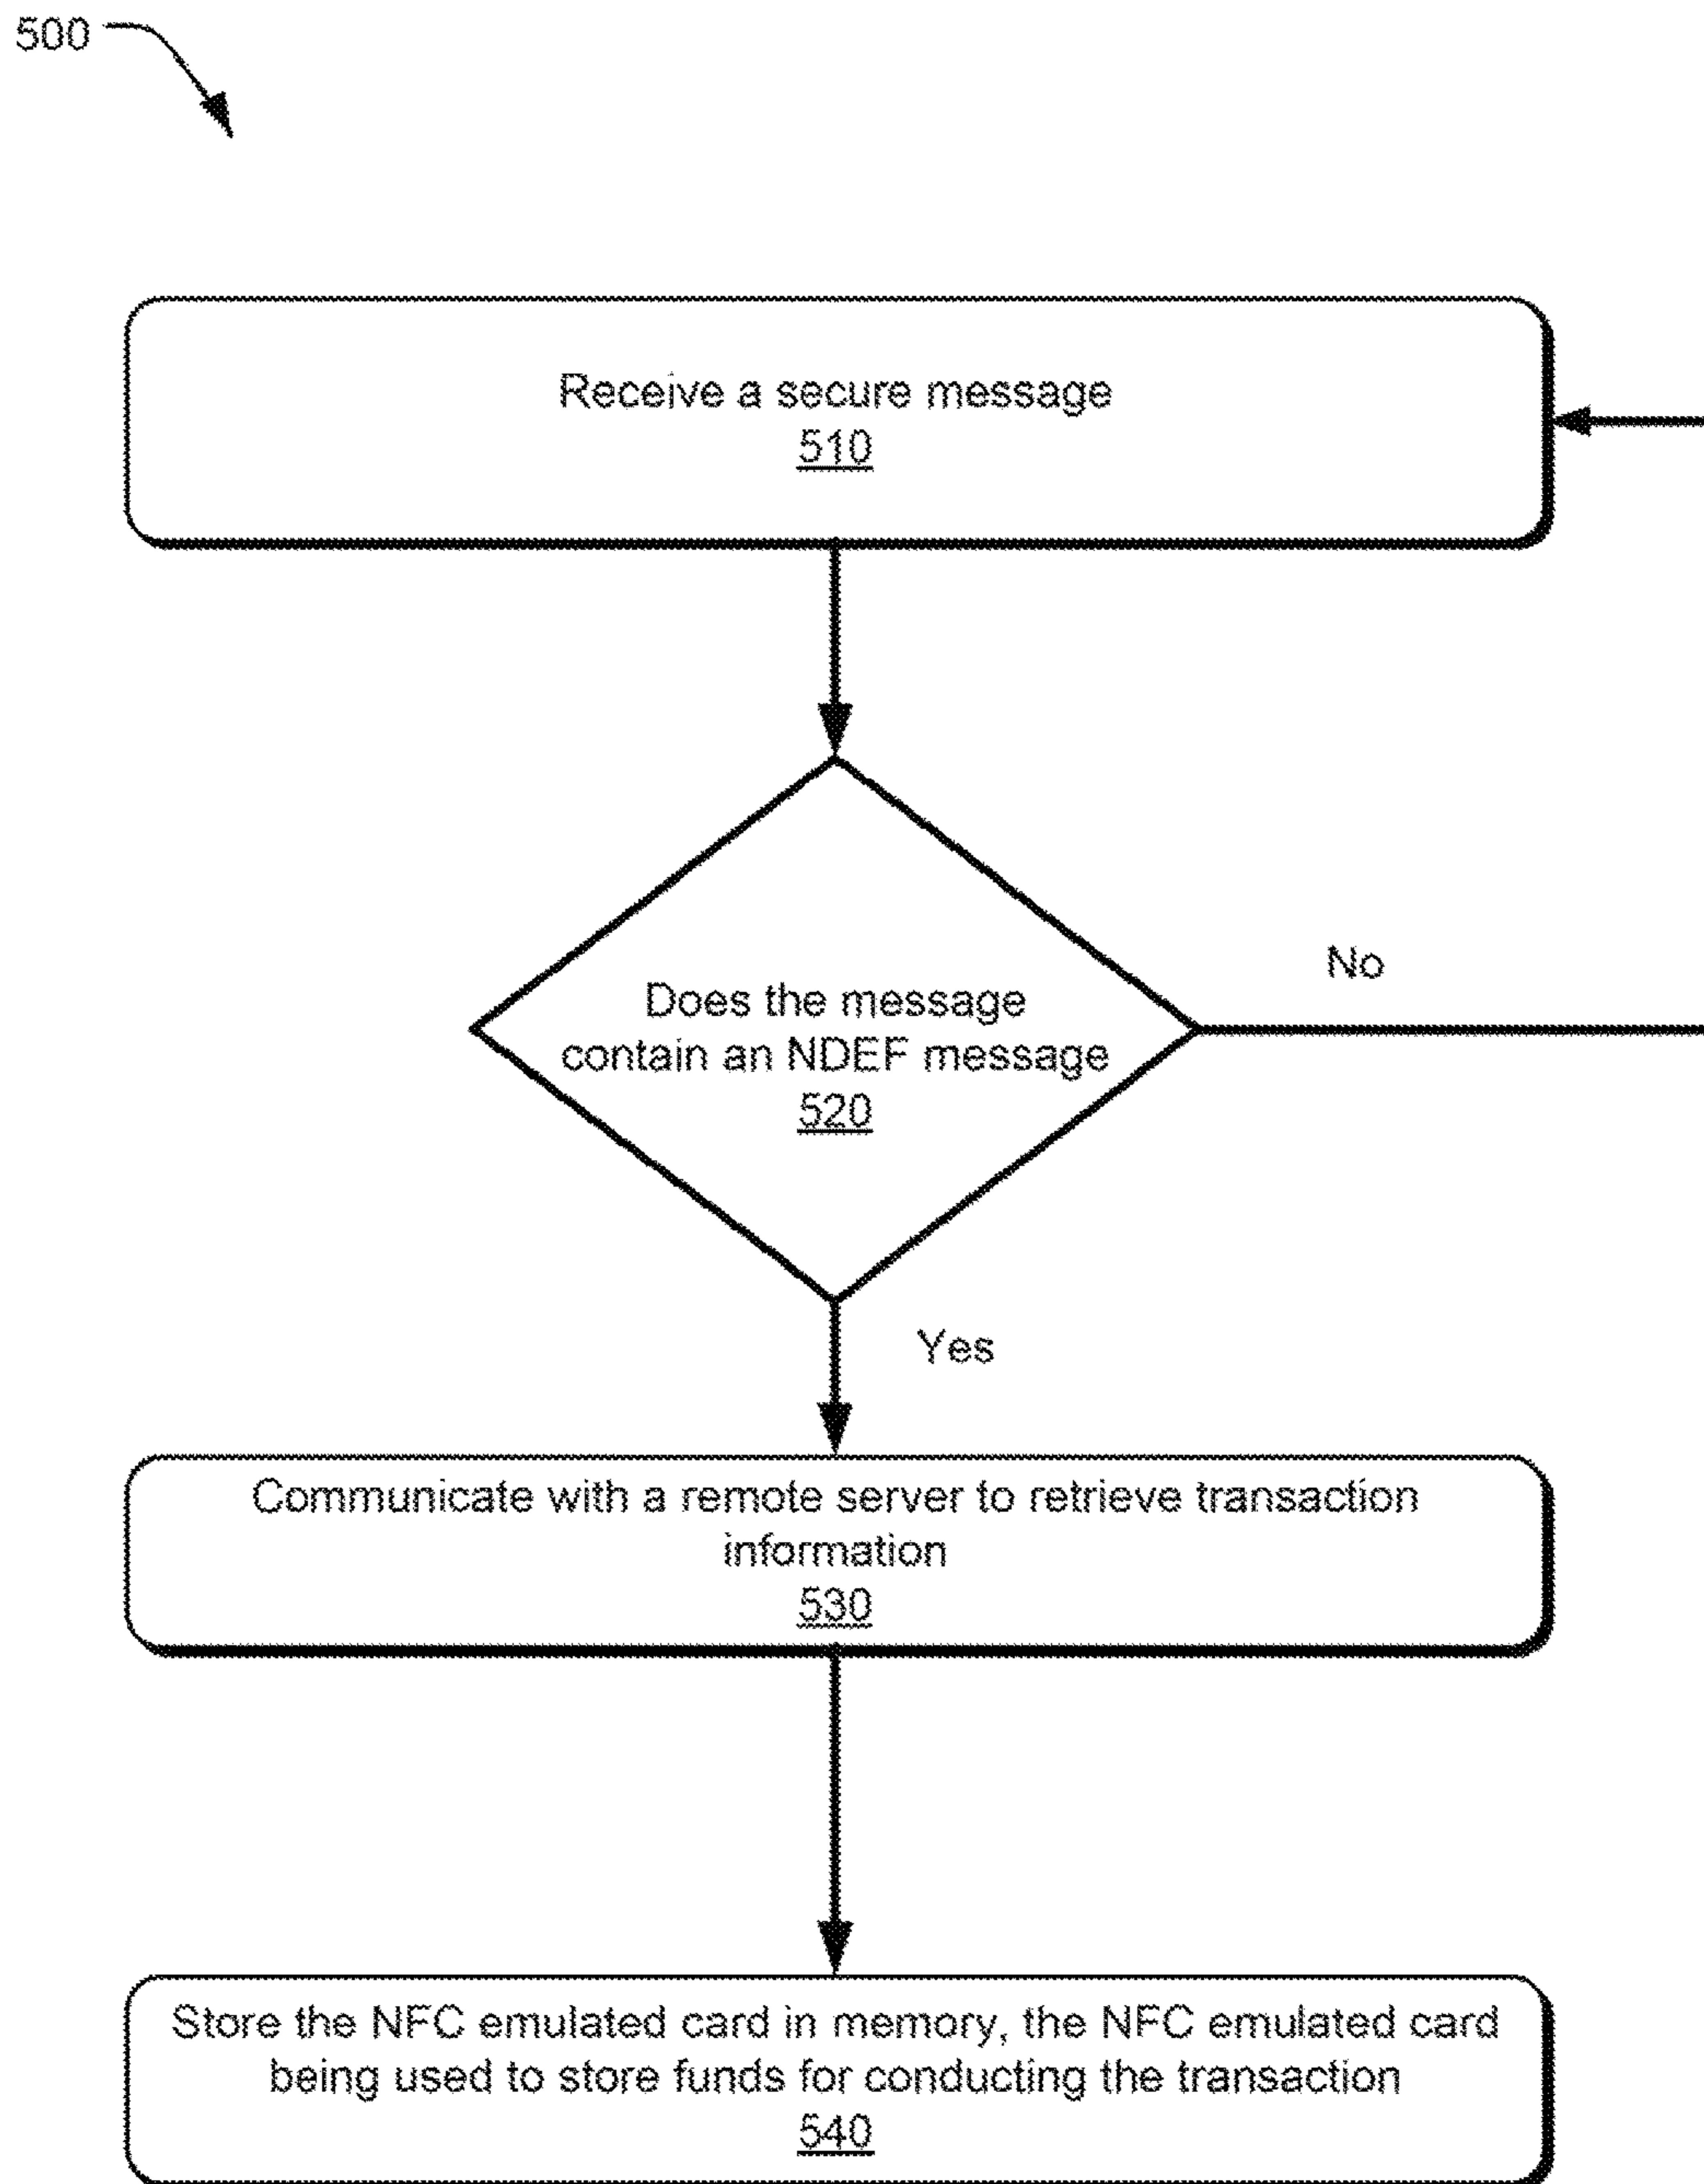 500
Receive a secure message
510
Does the message
contain an NDEF message
520
No
Yes
Communicate with a remote server to retrieve transaction
information
530
Store the NFC emulated card in memory, the NFC emulated card
being used to store funds for conducting the transaction
540